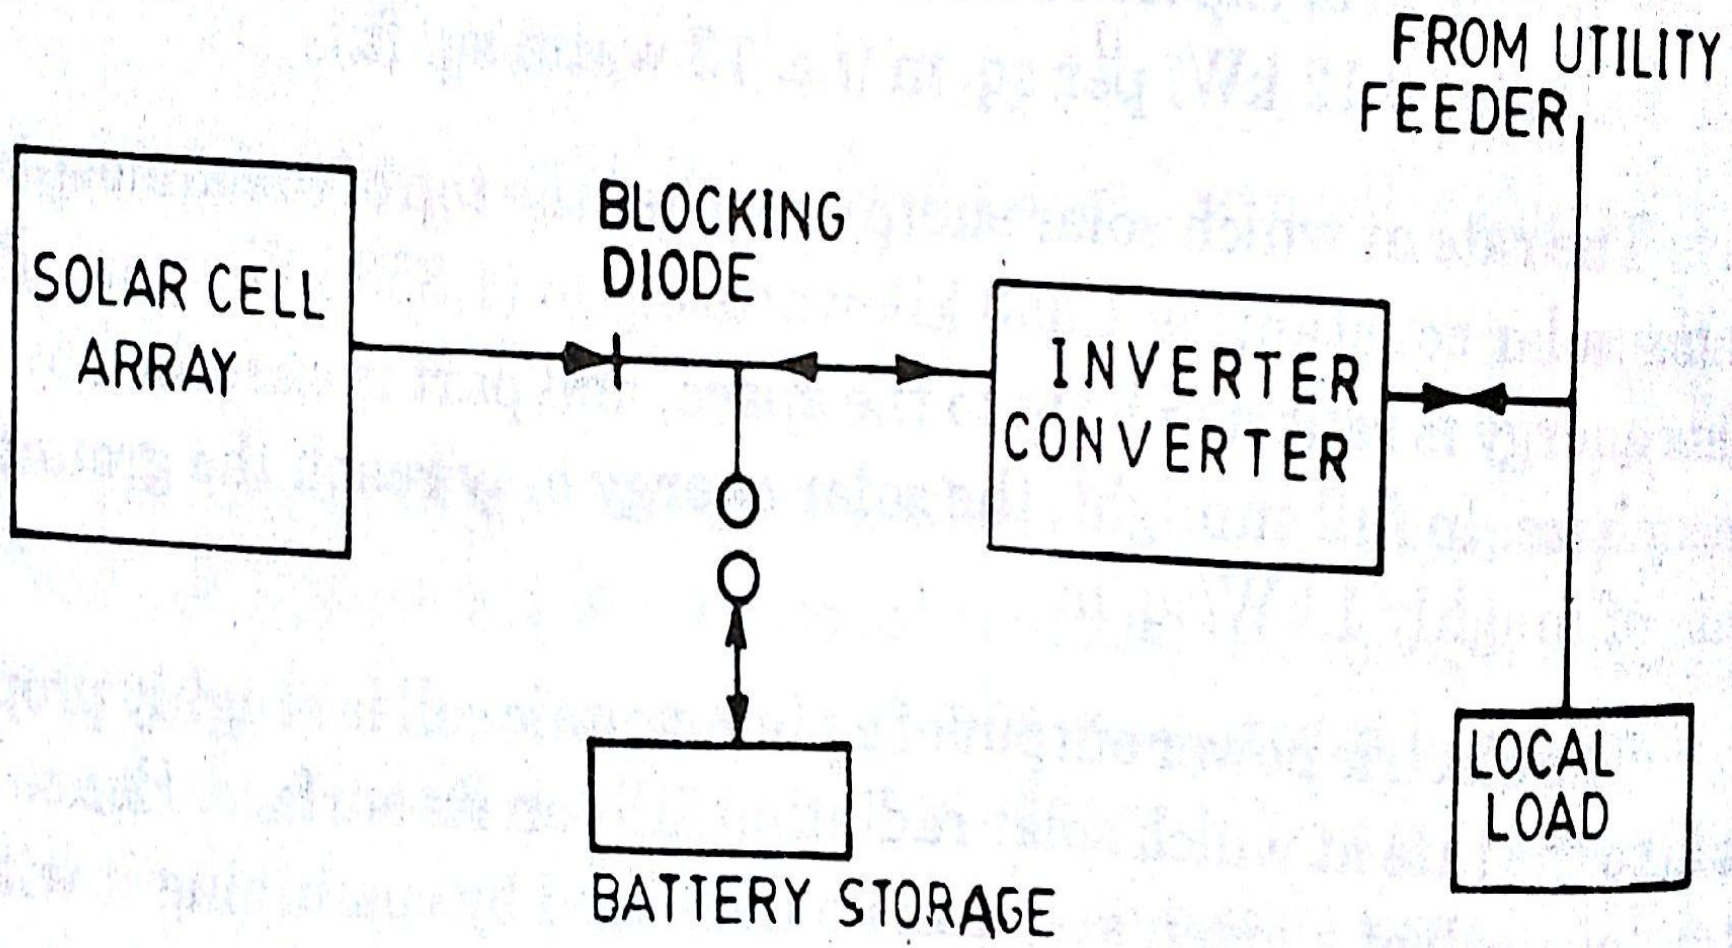 FROM UTILITY
FEEDER
BLOCKING
DIODE
SOLAR CELL
ARRAY
INVERTER
CONVERTER
LOCAL
LOAD
BATTERY STORAGE